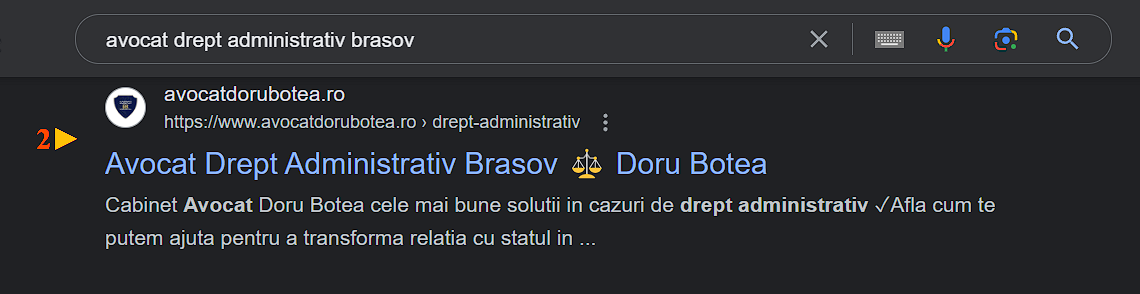 avocat drept administrativ brasov
avocatdorubotea.ro
https://www.avocatdorubotea.ro › drept-administrativ
2
Avocat Drept Administrativ Brasov ⚖️ Doru Botea
Cabinet Avocat Doru Botea cele mai bune solutii in cazuri de drept administrativ ✓Afla cum te
putem ajuta pentru a transforma relatia cu statul in ...